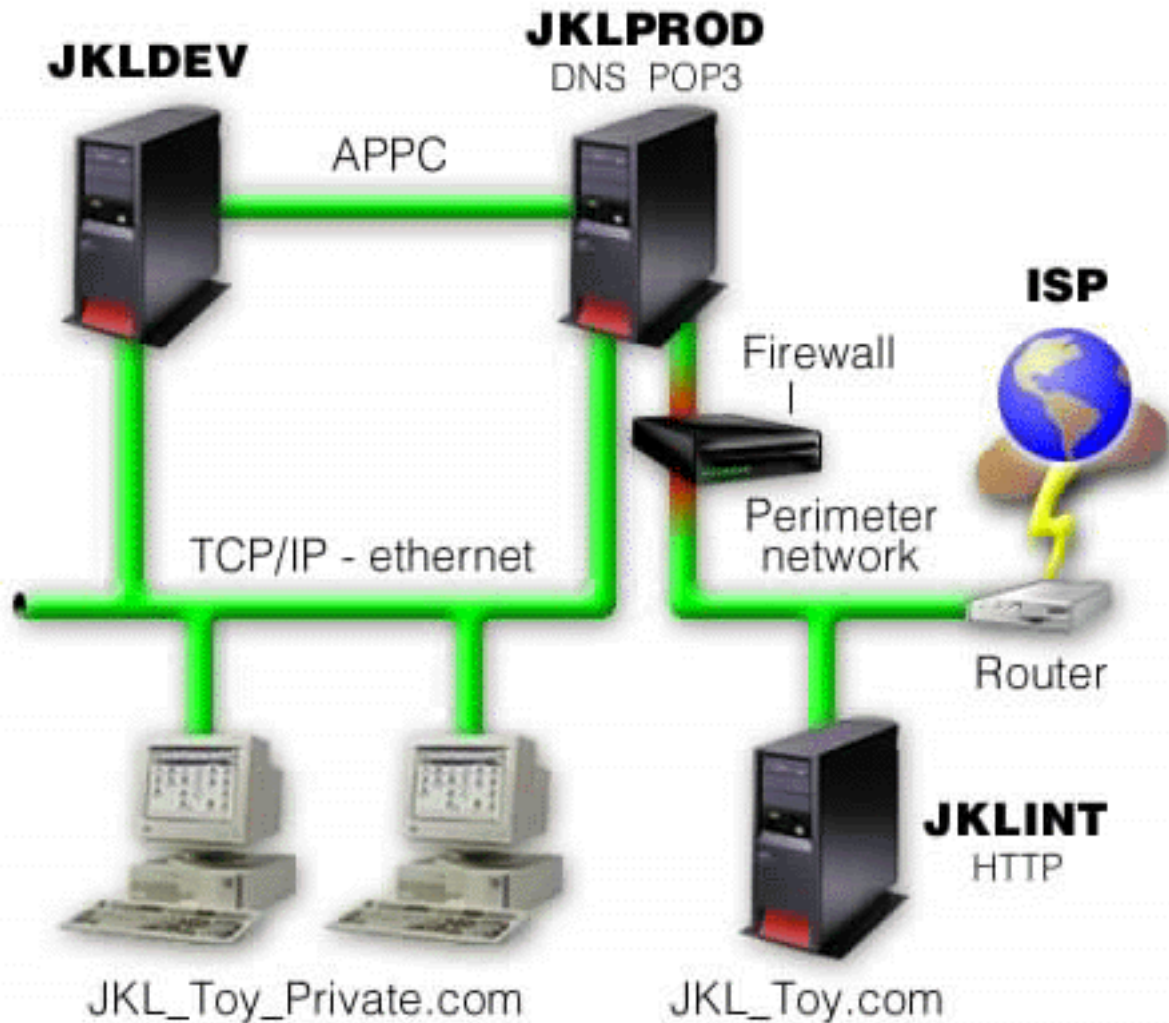 JKLDEV
JKLPROD
DNS POP3
APPC
ISP
Firewall
Perimeter
network
TCP/IP - ethernet
Router
JKLINT
HTTP
JKL_Toy_Private.com
JKL_Toy.com